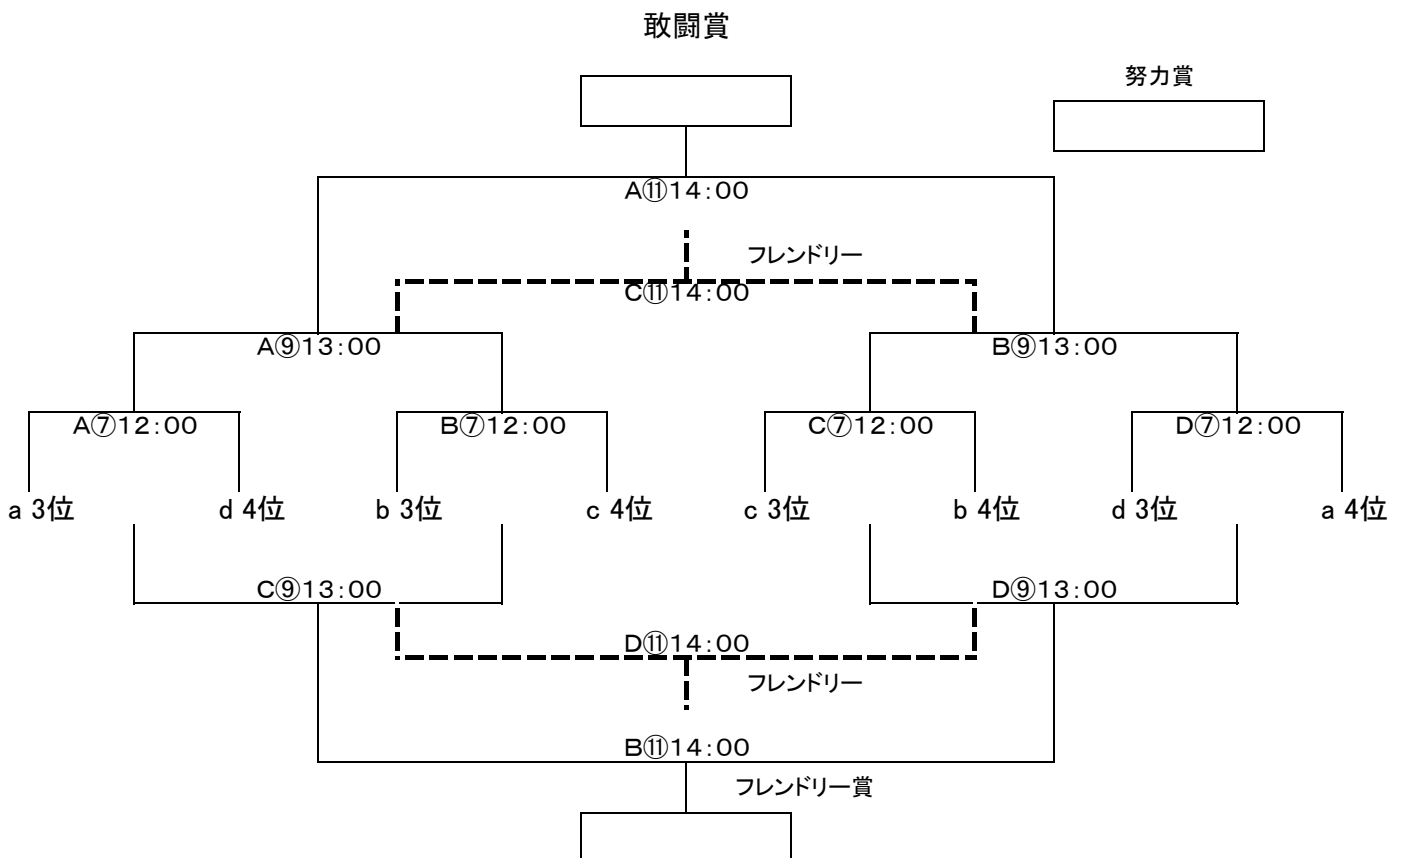 敢闘賞
努力賞
A⑪14:00
フレンドリー
C⑪14:00
A⑨13:00
B⑨13:00
A⑦12:00
B⑦12:00
C⑦12:00
D⑦12:00
a 3位
d 4位
b 3位
c 4位
c 3位
b 4位
d 3位
a 4位
C⑨13:00
D⑨13:00
D⑪14:00
フレンドリー
B⑪14:00
フレンドリー賞